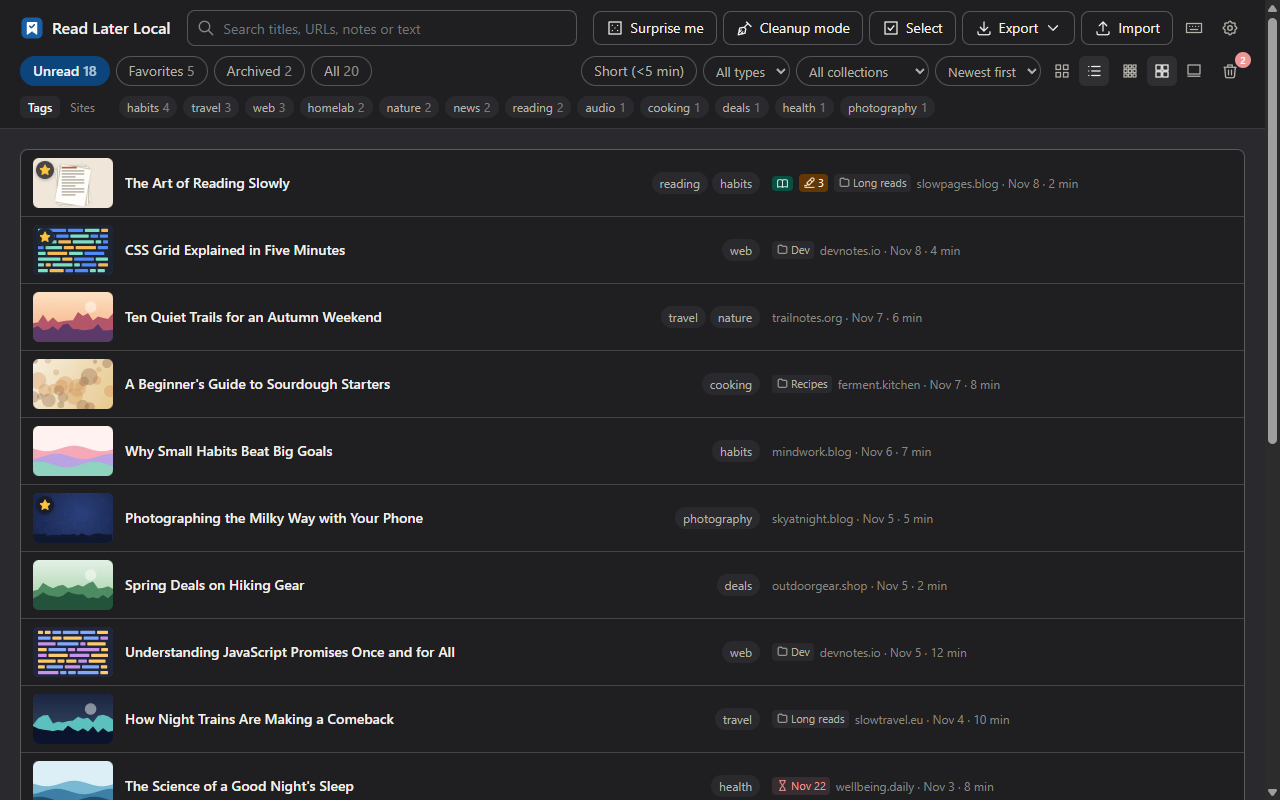 Read Later Local
Search titles, URLs, notes or text
Surprise me
Cleanup mode
Select
Export
Import
Unread 18
Favorites 5
Archived 2
All 20
Short (<5 min)
All types
All collections
Newest first
2
Tags
Sites
habits 4
travel 3
web 3
homelab 2
nature 2
news 2
reading 2
audio 1
cooking 1
deals 1
health 1
photography 1
The Art of Reading Slowly
reading
habits
3
Long reads
slowpages.blog · Nov 8 · 2 min
CSS Grid Explained in Five Minutes
web
Dev
devnotes.io · Nov 8 · 4 min
Ten Quiet Trails for an Autumn Weekend
travel
nature
trailnotes.org · Nov 7 · 6 min
A Beginner's Guide to Sourdough Starters
cooking
Recipes
ferment.kitchen · Nov 7 · 8 min
Why Small Habits Beat Big Goals
habits
mindwork.blog · Nov 6 · 7 min
Photographing the Milky Way with Your Phone
photography
skyatnight.blog · Nov 5 · 5 min
Spring Deals on Hiking Gear
deals
outdoorgear.shop · Nov 5 · 2 min
Understanding JavaScript Promises Once and for All
web
Dev
devnotes.io · Nov 5 · 12 min
How Night Trains Are Making a Comeback
travel
Long reads
slowtravel.eu · Nov 4 · 10 min
The Science of a Good Night's Sleep
health
Nov 22
wellbeing.daily · Nov 3 · 8 min